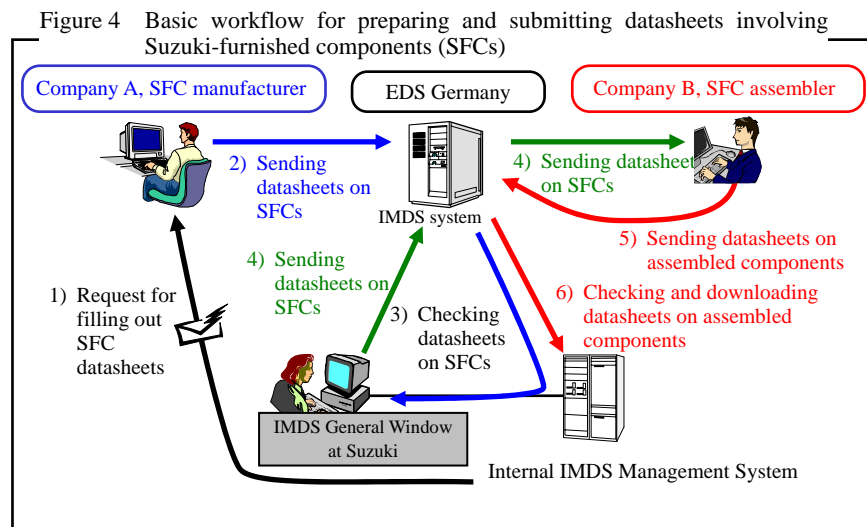 Figure 4 Basic workflow for preparing and submitting datasheets involving
Suzuki-furnished components (SFCs)
Company A, SFC manufacturer
EDS Germany
Company B, SFC assembler
2) Sending
datasheets on
SFCs
IMDS system
4) Sending datasheet
on SFCs
4) Sending
datasheets on
SFCs
5) Sending datasheets on
assembled components
1) Request for
filling out
SFC
datasheets
3) Checking
datasheets
on SFCs
6) Checking and downloading
datasheets on assembled
components
IMDS General Window
at Suzuki
Internal IMDS Management System